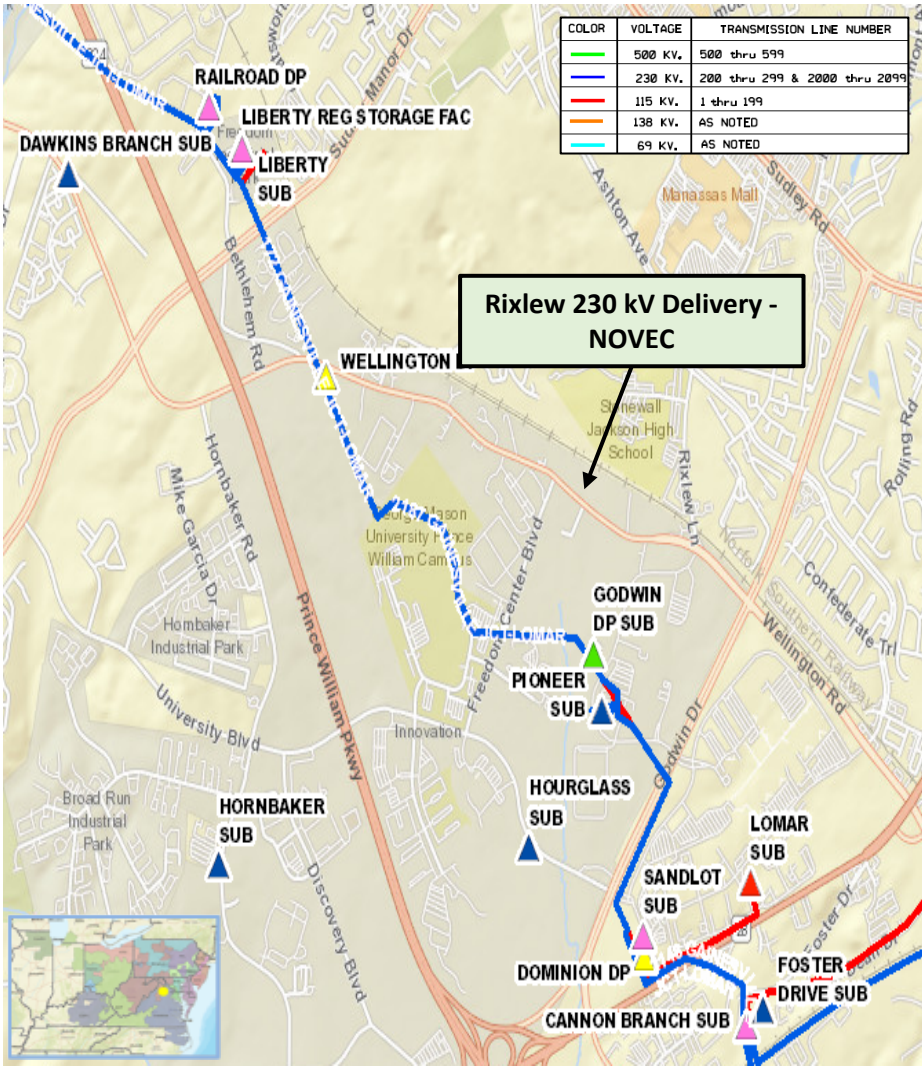 COLOR VOLTAGE TRANSMISSION LINE NUMBER
500 KV. 500 thru 599
230 KV. 200 thru 299 & 2000 thru 2099
115 KV. 1 thru 199
138 KV. AS NOTED
69 KV. AS NOTED
RAILROAD DP
LIBERTY REG STORAGE FAC
DAWKINS BRANCH SUB
LIBERTY
SUB
Sudley Manor Dr
Ashton Ave
Manassas Mall
Sudley Rd
Bethlehem Rd
Rixlew 230 kV Delivery -
NOVEC
WELLINGTON
Stonewall
Jackson High
School
Rolling Rd
Rixlew Ln
Hornbaker Rd
Mike Garcia Dr
George Mason
University Prince
William Campus
Freedom Center Blvd
Norfolk Southern Railway
Confederate Trl
Wellington Rd
Hornbaker
Industrial Park
Prince William Pkwy
GODWIN
DP SUB
PIONEER
SUB
University Blvd
Innovation
Godwin Dr
Broad Run
Industrial
Park
HORNBAKER
SUB
HOURGLASS
SUB
LOMAR
SUB
Discovery Blvd
SANDLOT
SUB
Foster Dr
DOMINION DP
FOSTER
DRIVE SUB
CANNON BRANCH SUB